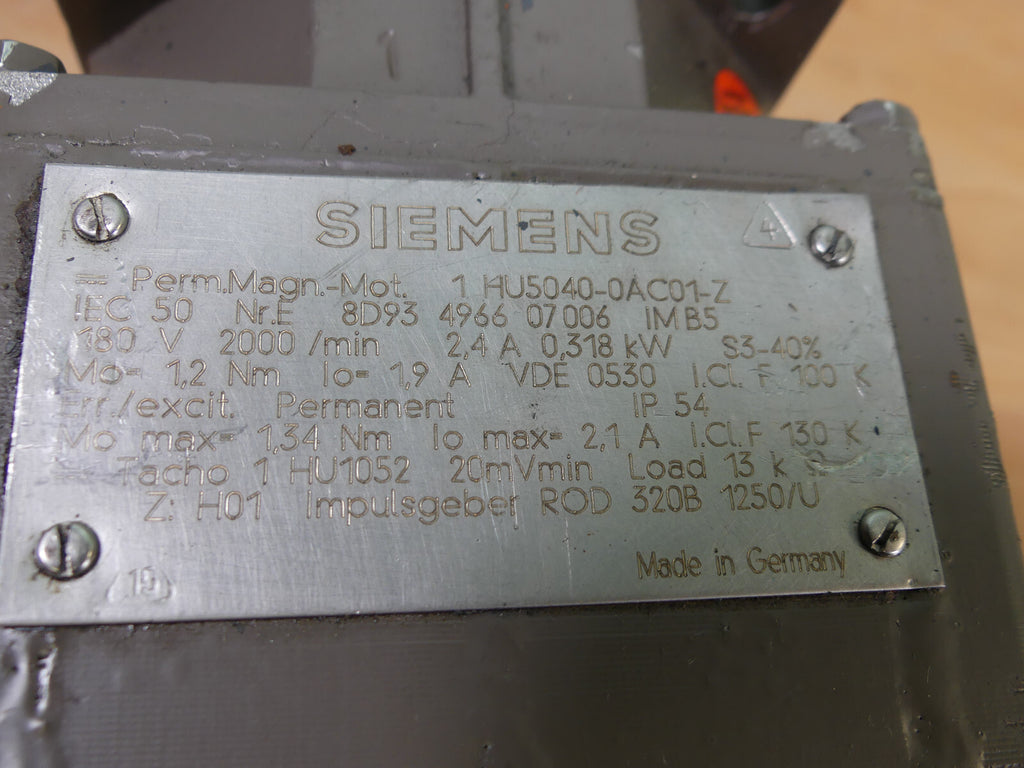 SIEMENS
4
= Perm.Magn.-Mot. 1 HU5040-0AC01-Z
IEC 50 Nr.E 8D93 4966 07006 IM B5
180 V 2000 /min 2,4 A 0,318 kW S3-40%
Mo= 1,2 Nm Io= 1,9 A VDE 0530 I.Cl. F 100 K
Err./excit. Permanent IP 54
Mo max= 1,34 Nm Io max= 2,1 A I.Cl.F 130 K
= Tacho 1 HU1052 20mVmin Load 13 k Ω
Z: H01 Impulsgeber ROD 320B 1250/U
Made in Germany
19